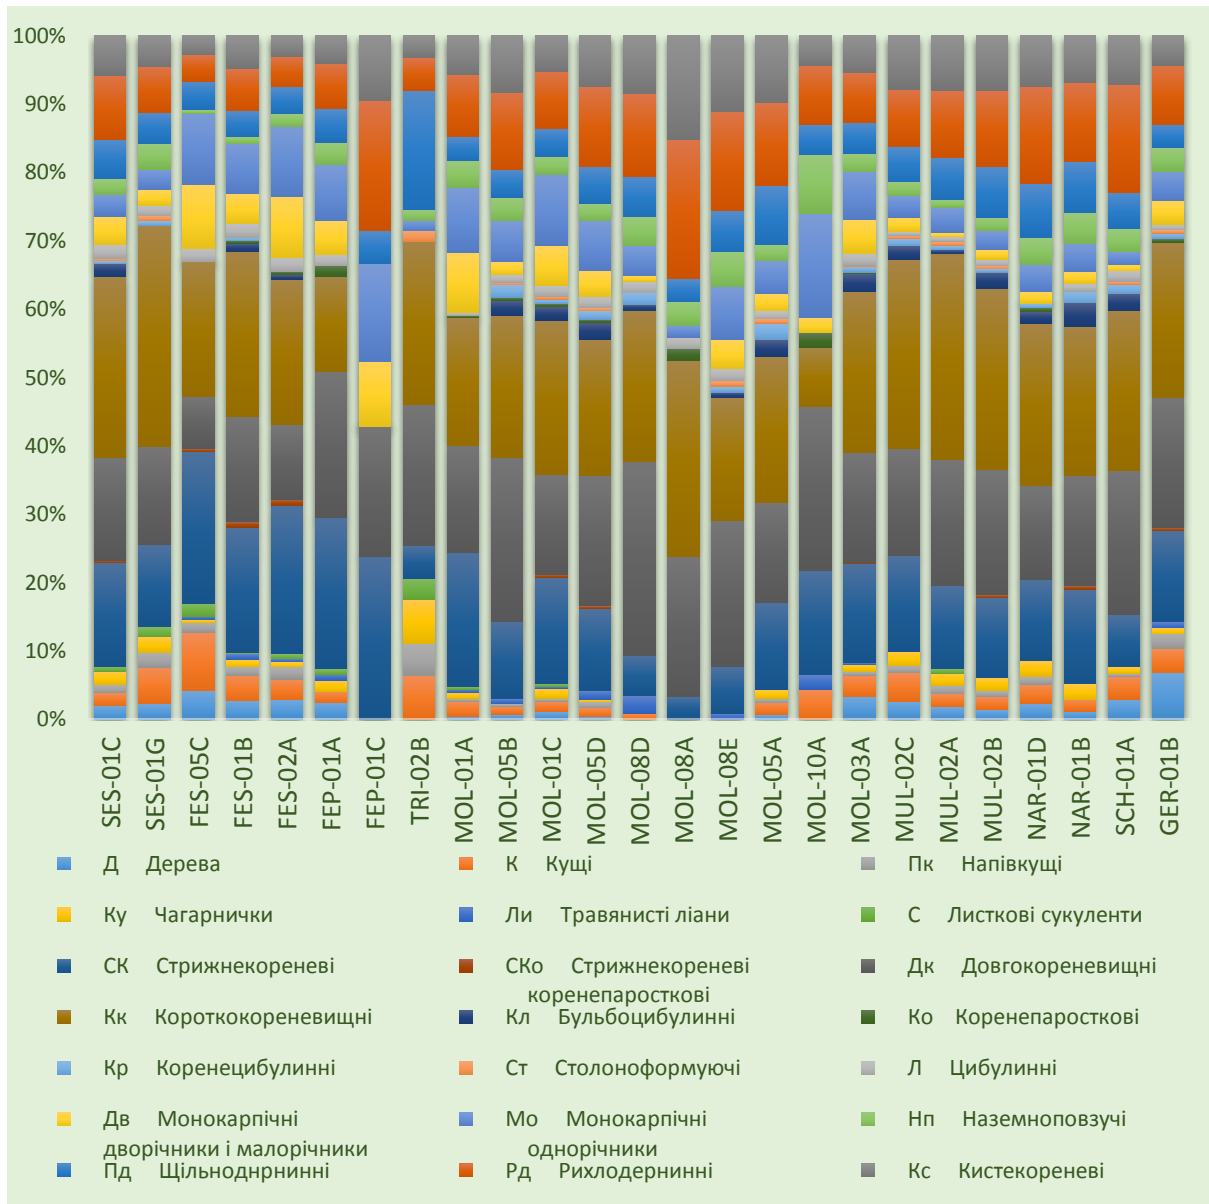 100%
90%
80%
70%
60%
50%
40%
30%
20%
10%
0%
SES-01C
SES-01G
FES-05C
FES-01B
FES-02A
FEP-01A
FEP-01C
TRI-02B
MOL-01A
MOL-05B
MOL-01C
MOL-05D
MOL-08D
MOL-08A
MOL-08E
MOL-05A
MOL-10A
MOL-03A
MUL-02C
MUL-02A
MUL-02B
NAR-01D
NAR-01B
SCH-01A
GER-01B
Д Дерева
К Кущі
Пк Напівкущі
Ку Чагарнички
Ли Травянисті ліани
С Листкові сукуленти
СК Стрижнекореневі
СКо Стрижнекореневі
коренепаросткові
Дк Довгокореневищні
Кк Короткокореневищні
Кл Бульбоцибулинні
Ко Коренепаросткові
Кр Коренецибулинні
Ст Столоноформуючі
Л Цибулинні
Дв Монокарпічні
дворічники і малорічники
Мо Монокарпічні
однорічники
Нп Наземноповзучі
Пд Щільноднрнинні
Рд Рихлодернинні
Кс Кистекореневі